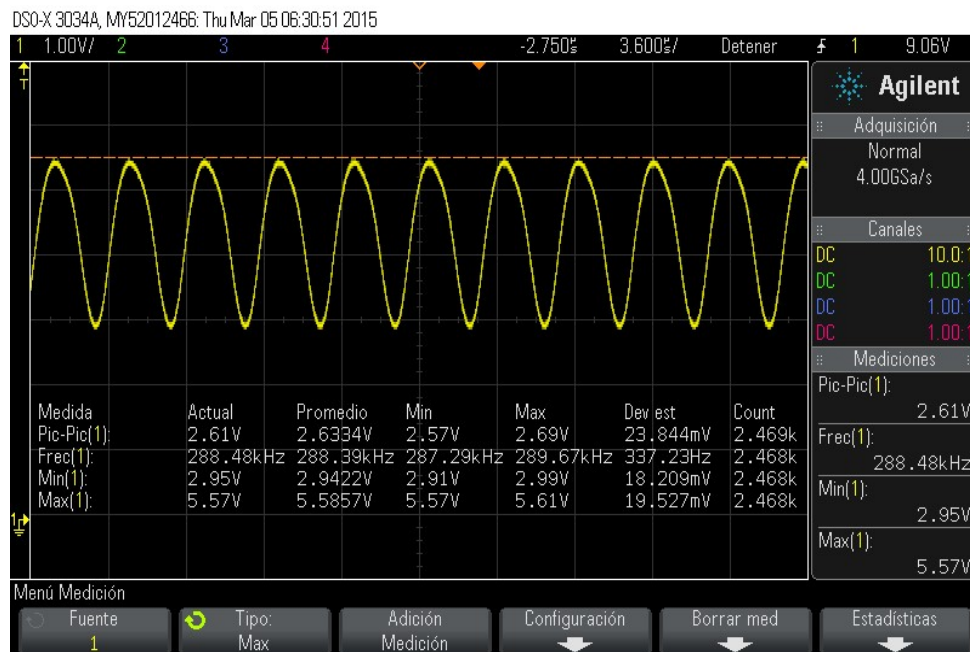 DSO-X 3034A, MY52012466: Thu Mar 05 06:30:51 2015
1 1.00V/ 2 3 4 -2.750s 3.600s/ Detener 1 9.06V
T
Agilent
Adquisición
Normal
4.00GSa/s
Canales
DC 10.0:1
DC 1.00:1
DC 1.00:1
DC 1.00:1
Mediciones
Pic-Pic(1):
2.61V
Frec(1):
288.48kHz
Min(1):
2.95V
Max(1):
5.57V
Medida Actual Promedio Min Max Dev est Count
Pic-Pic(1): 2.61V 2.6334V 2.57V 2.69V 23.844mV 2.469k
Frec(1): 288.48kHz 288.39kHz 287.29kHz 289.67kHz 337.23Hz 2.468k
Min(1): 2.95V 2.9422V 2.91V 2.99V 18.209mV 2.468k
Max(1): 5.57V 5.5857V 5.57V 5.61V 19.527mV 2.468k
1
Menú Medición
Fuente
1
Tipo:
Max
Adición
Medición
Configuración
Borrar med
Estadísticas